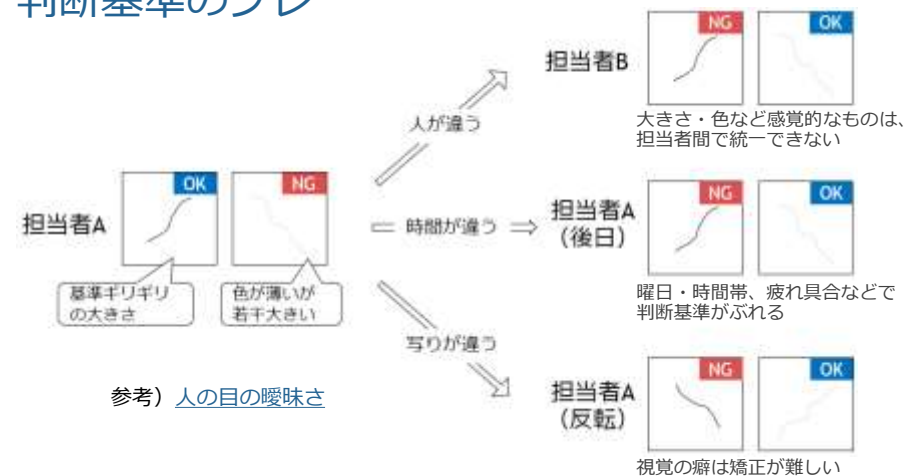 判断基準のブレ
担当者A
OK
NG
基準ギリギリ
の大きさ
色が薄いが
若干大きい
参考）人の目の曖昧さ
人が違う
時間が違う
写りが違う
担当者B
NG
OK
大きさ・色など感覚的なものは、
担当者間で統一できない
担当者A
（後日）
NG
OK
曜日・時間帯、疲れ具合などで
判断基準がぶれる
担当者A
（反転）
NG
OK
視覚の癖は矯正が難しい